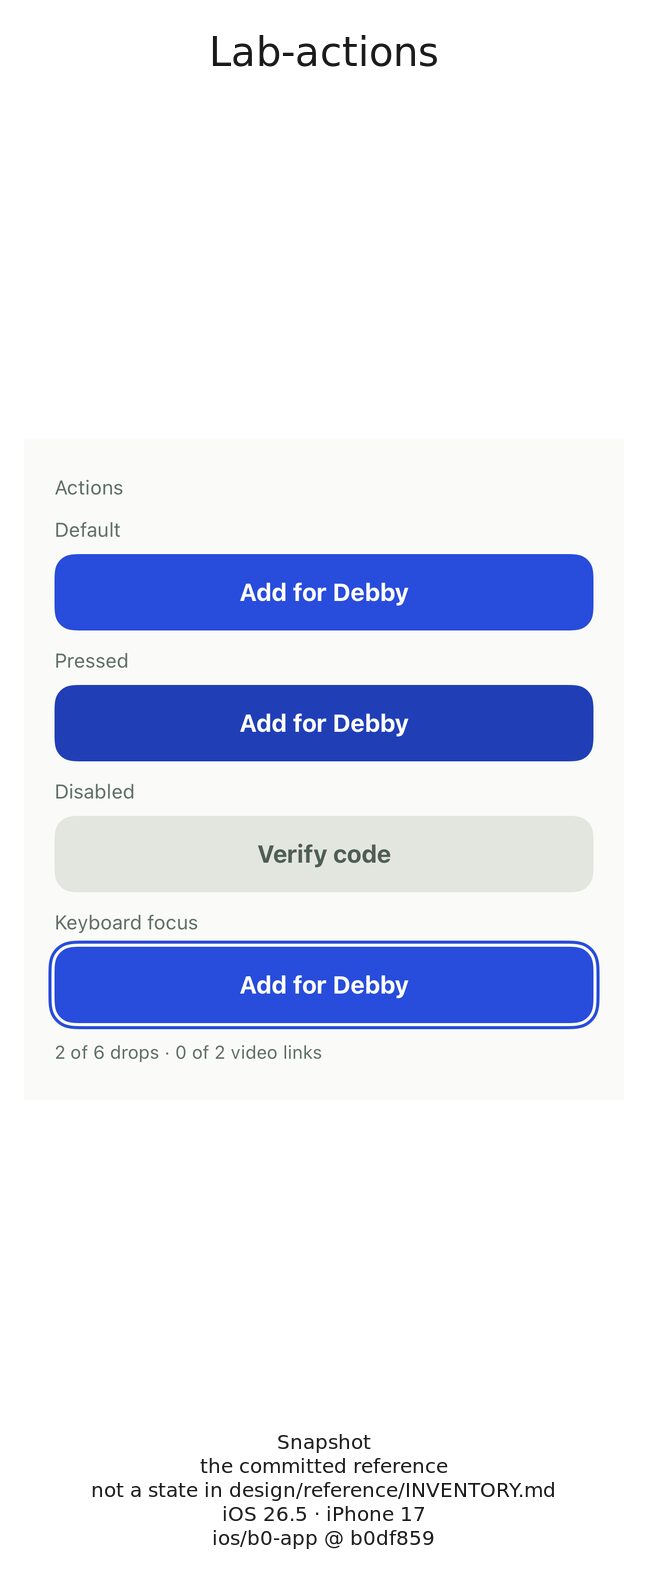 Lab-actions
Actions
Default
Add for Debby
Pressed
Add for Debby
Disabled
Verify code
Keyboard focus
Add for Debby
2 of 6 drops · 0 of 2 video links
Snapshot
the committed reference
not a state in design/reference/INVENTORY.md
iOS 26.5 · iPhone 17
ios/b0-app @ b0df859